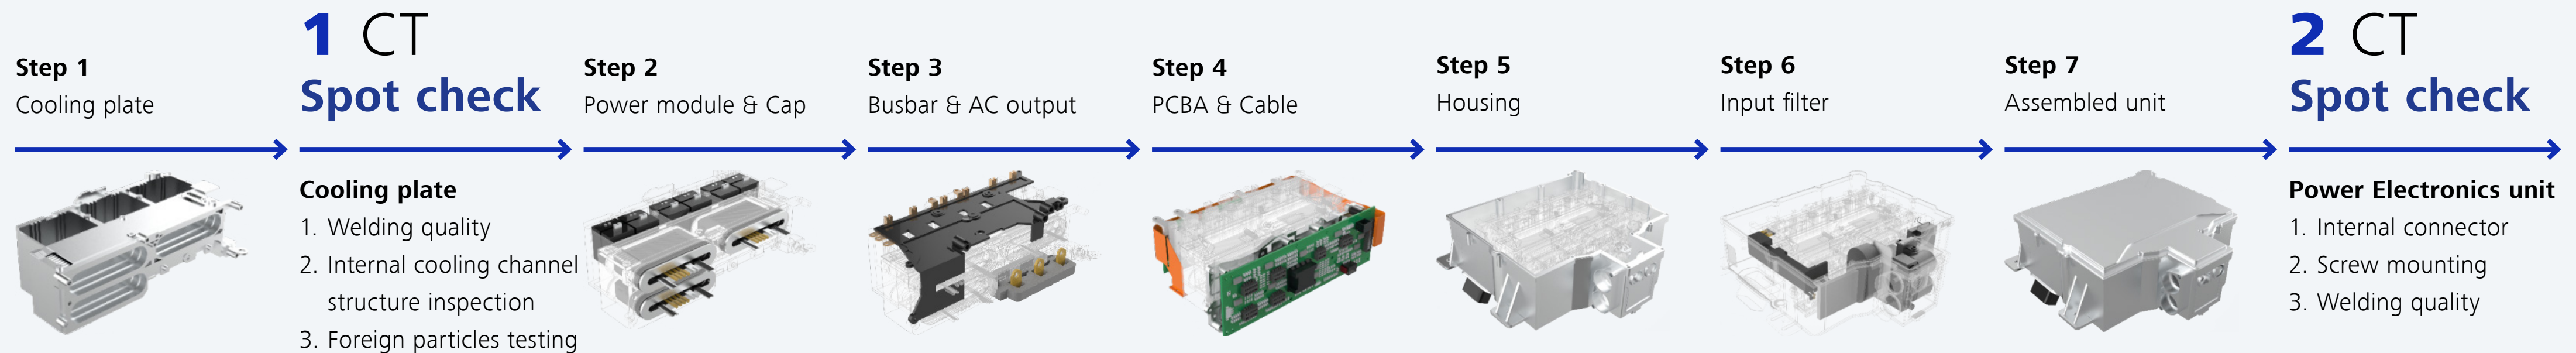 Step 1
Cooling plate
1 CT
Spot check
Cooling plate
1. Welding quality
2. Internal cooling channel
structure inspection
3. Foreign particles testing
Step 2
Power module & Cap
Step 3
Busbar & AC output
Step 4
PCBA & Cable
Step 5
Housing
Step 6
Input filter
Step 7
Assembled unit
2 CT
Spot check
Power Electronics unit
1. Internal connector
2. Screw mounting
3. Welding quality